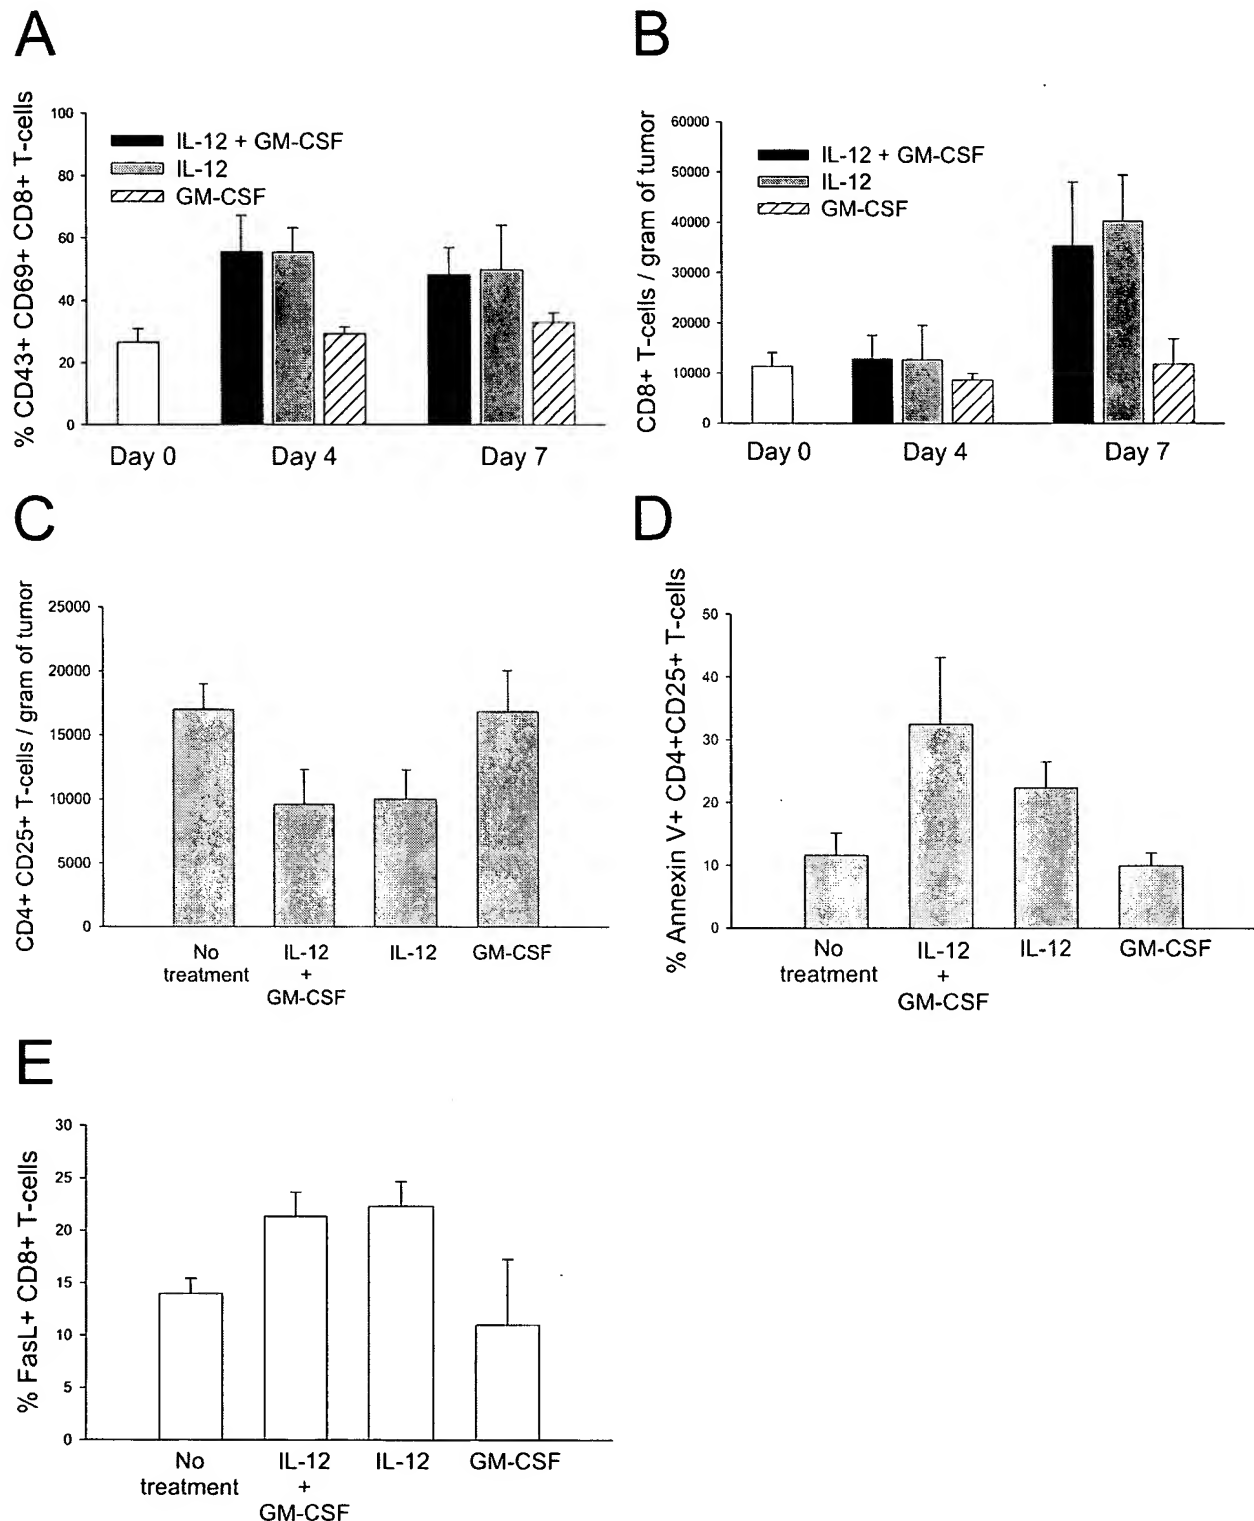 A
% CD43+ CD69+ CD8+ T-cells
100
80
60
40
20
0
IL-12 + GM-CSF
IL-12
GM-CSF
Day 0
Day 4
Day 7
B
CD8+ T-cells / gram of tumor
60000
50000
40000
30000
20000
10000
0
IL-12 + GM-CSF
IL-12
GM-CSF
Day 0
Day 4
Day 7
C
CD4+ CD25+ T-cells / gram of tumor
25000
20000
15000
10000
5000
0
No
treatment
IL-12
+
GM-CSF
IL-12
GM-CSF
D
% Annexin V+ CD4+CD25+ T-cells
50
40
30
20
10
0
No
treatment
IL-12
+
GM-CSF
IL-12
GM-CSF
E
% FasL+ CD8+ T-cells
30
25
20
15
10
5
0
No
treatment
IL-12
+
GM-CSF
IL-12
GM-CSF